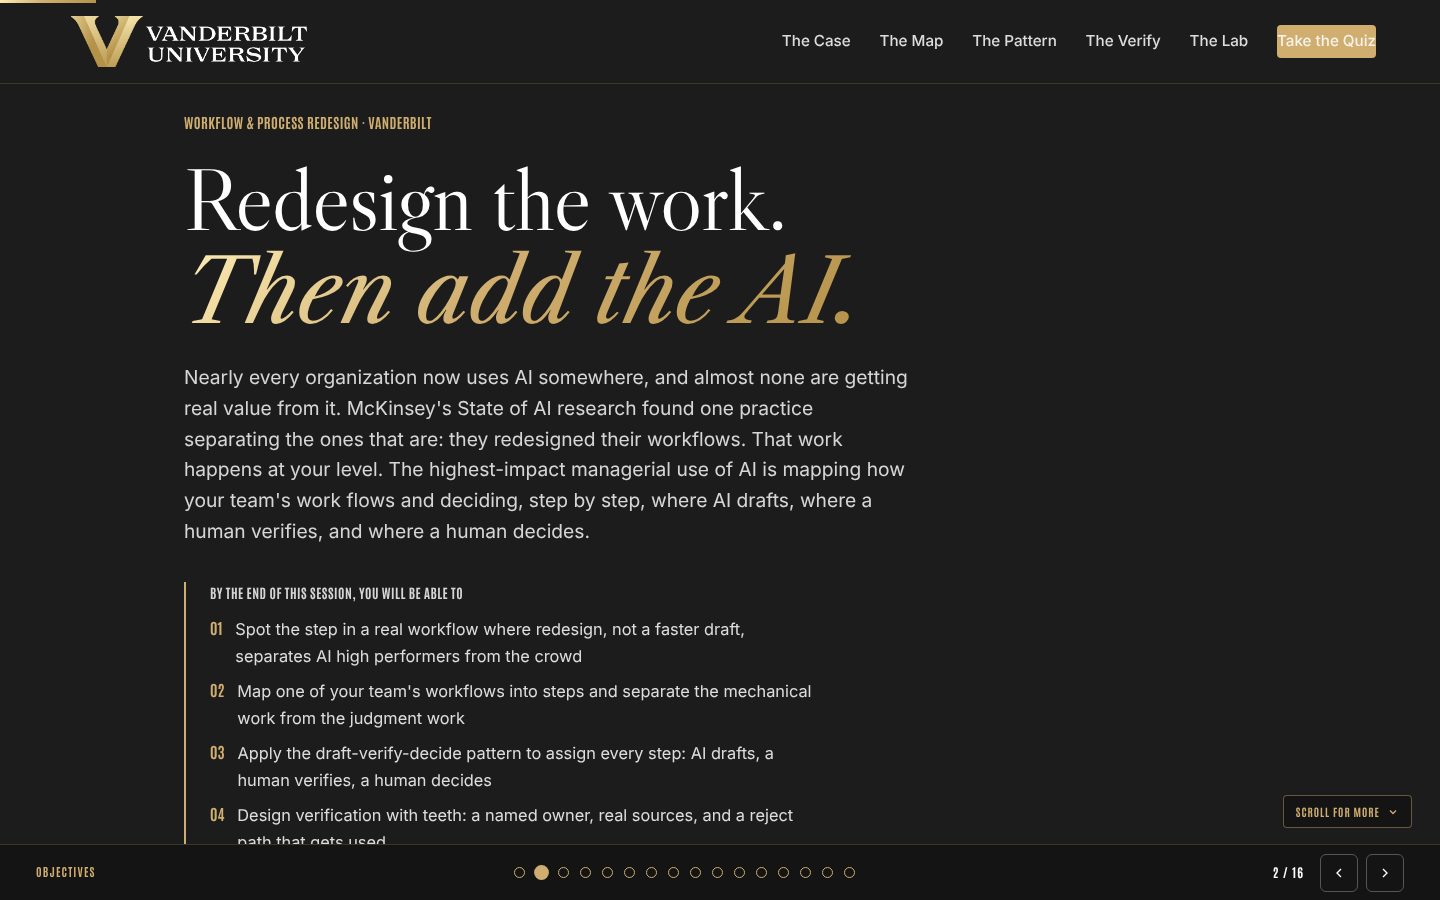 VANDERBILT
UNIVERSITY
The Case
The Map
The Pattern
The Verify
The Lab
Take the Quiz
WORKFLOW & PROCESS REDESIGN · VANDERBILT
Redesign the work.
Then add the AI.
Nearly every organization now uses AI somewhere, and almost none are getting
real value from it. McKinsey's State of AI research found one practice
separating the ones that are: they redesigned their workflows. That work
happens at your level. The highest-impact managerial use of AI is mapping how
your team's work flows and deciding, step by step, where AI drafts, where a
human verifies, and where a human decides.
BY THE END OF THIS SESSION, YOU WILL BE ABLE TO
01 Spot the step in a real workflow where redesign, not a faster draft,
separates AI high performers from the crowd
02 Map one of your team's workflows into steps and separate the mechanical
work from the judgment work
03 Apply the draft-verify-decide pattern to assign every step: AI drafts, a
human verifies, a human decides
04 Design verification with teeth: a named owner, real sources, and a reject
path that gets used
SCROLL FOR MORE
OBJECTIVES
2 / 16